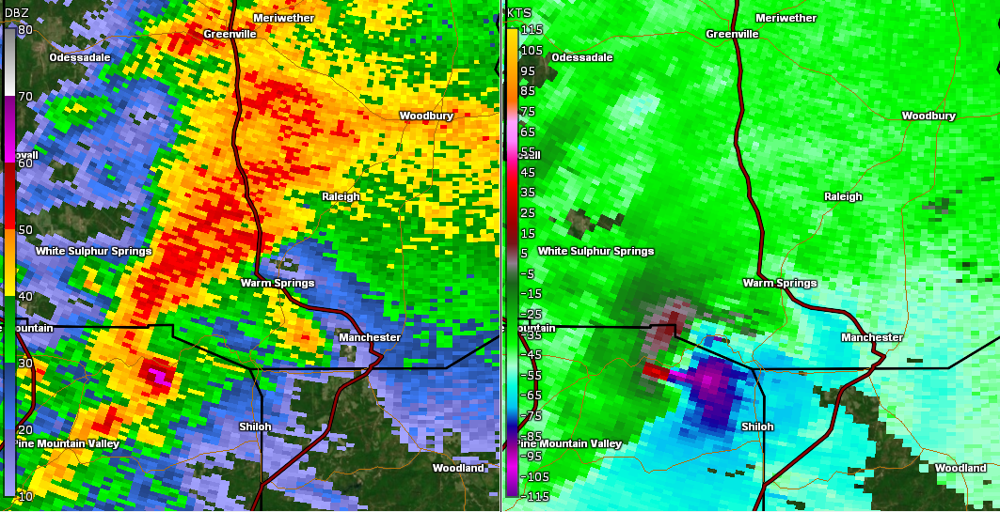 DBZ
Meriwether
Greenville
80
Odessadale
70
Woodbury
ovall
60
Raleigh
50
White Sulphur Springs
Warm Springs
40
e Mountain
Manchester
30
Shiloh
20
Pine Mountain Valley
Woodland
10
KTS
Meriwether
115
Greenville
105
Odessadale
95
85
75
Woodbury
65
55
45
35
Raleigh
25
15
White Sulphur Springs
5
-5
Warm Springs
-15
-25
-35
e Mountain
Manchester
-45
-55
-65
-75
Shiloh
-85
Pine Mountain Valley
-95
Woodland
-105
-115